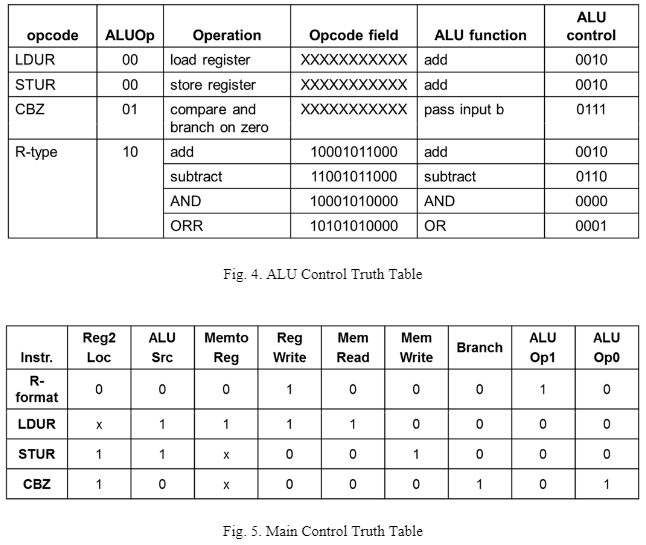 opcode ALUOp Operation Opcode field ALU function ALU control
LDUR 00 load register XXXXXXXXXXX add 0010
STUR 00 store register XXXXXXXXXXX add 0010
CBZ 01 compare and branch on zero XXXXXXXXXXX pass input b 0111
R-type 10 add 10001011000 add 0010
subtract 11001011000 subtract 0110
AND 10001010000 AND 0000
ORR 10101010000 OR 0001
Fig. 4. ALU Control Truth Table
Instr. Reg2 Loc ALU Src Memto Reg Reg Write Mem Read Mem Write Branch ALU Op1 ALU Op0
R-format 0 0 0 1 0 0 0 1 0
LDUR x 1 1 1 1 0 0 0 0
STUR 1 1 x 0 0 1 0 0 0
CBZ 1 0 x 0 0 0 1 0 1
Fig. 5. Main Control Truth Table